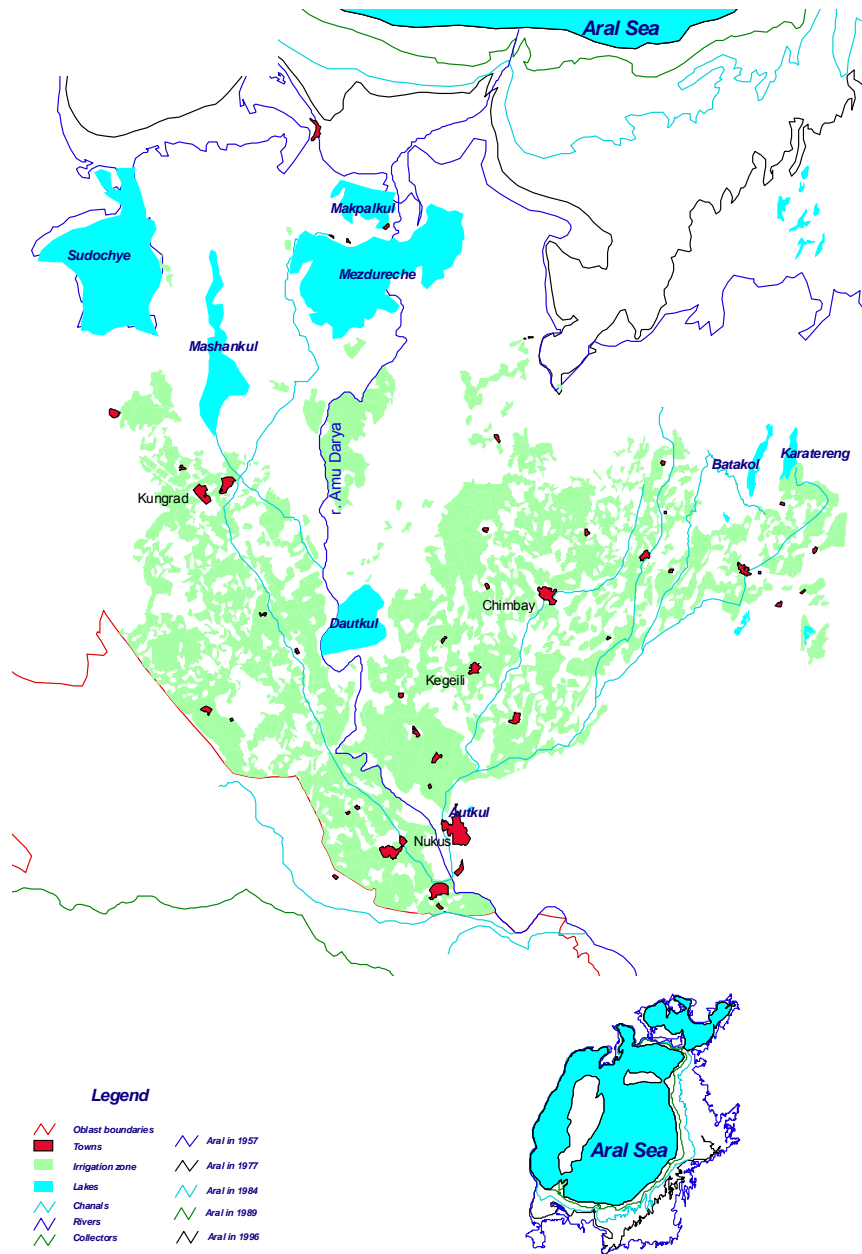 Aral Sea
Makpalkul
Sudochye
Mezdureche
Mashankul
r. Amu Darya
Batakol
Karatereng
Kungrad
Chimbay
Dautkul
Kegeili
Autkul
Nukus
Legend
Oblast boundaries
Towns
Irrigation zone
Lakes
Chanals
Rivers
Collectors
Aral in 1957
Aral in 1977
Aral in 1984
Aral in 1989
Aral in 1996
Aral Sea